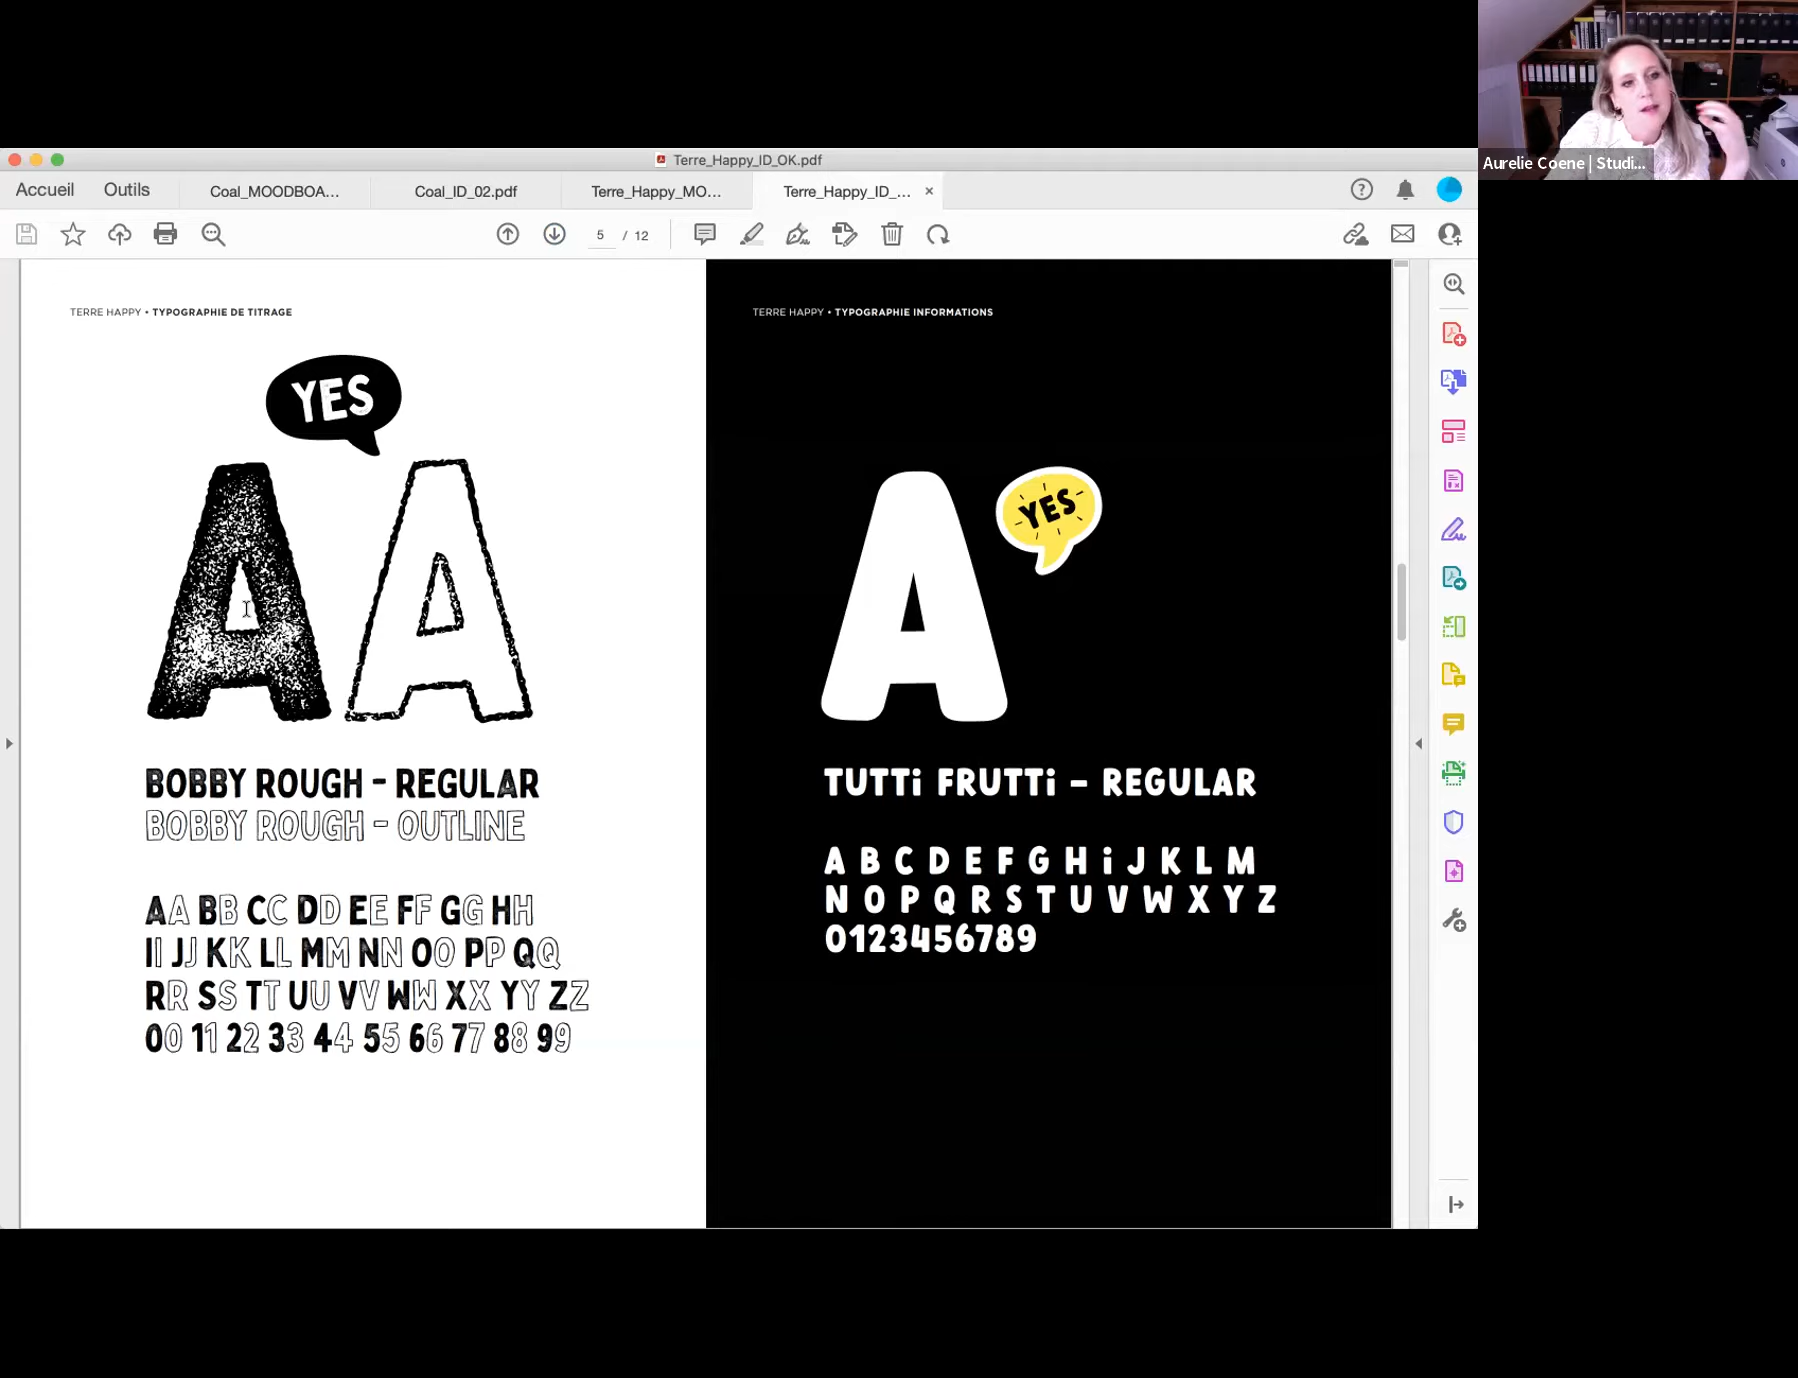 Terre_Happy_ID_OK.pdf
Accueil Outils Coal_MOODBOA... Coal_ID_02.pdf Terre_Happy_MO... Terre_Happy_ID_... ×
5 / 12
Aurelie Coene | Studi...
TERRE HAPPY • TYPOGRAPHIE DE TITRAGE
YES
AA
BOBBY ROUGH - REGULAR
BOBBY ROUGH - OUTLINE
AA BB CC DD EE FF GG HH
II JJ KK LL MM NN OO PP QQ
RR SS TT UU VV WW XX YY ZZ
00 11 22 33 44 55 66 77 88 99
TERRE HAPPY • TYPOGRAPHIE INFORMATIONS
A
YES
TUTTi FRUTTi - REGULAR
A B C D E F G H i J K L M
N O P Q R S T U V W X Y Z
0123456789